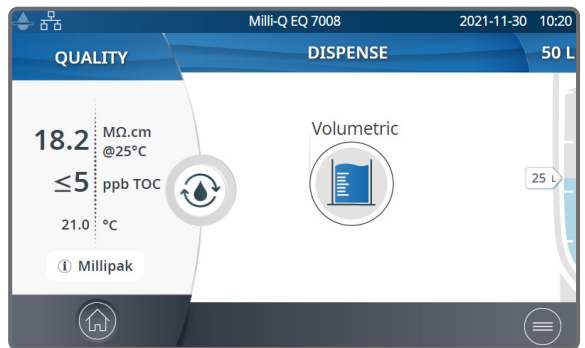 Milli-Q EQ 7008 2021-11-30 10:20
QUALITY DISPENSE 50 L
18.2 MΩ.cm
@25°C
≤5 ppb TOC
21.0 °C
i Millipak
Volumetric
25 L